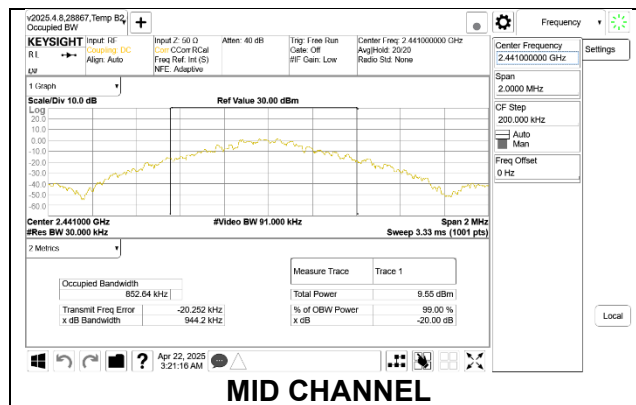 v2025.4.8,28867,Temp B2,
Occupied BW
Frequency
KEYSIGHT
RL
Input: RF
Coupling: DC
Align: Auto
Input Z: 50 Ω
Corr CCorr RCal
Freq Ref: Int (S)
NFE: Adaptive
Atten: 40 dB
Trig: Free Run
Gate: Off
#IF Gain: Low
Center Freq: 2.441000000 GHz
Avg|Hold: 20/20
Radio Std: None
Center Frequency
2.441000000 GHz
Settings
Span
2.0000 MHz
CF Step
200.000 kHz
Auto
Man
Freq Offset
0 Hz
Local
1 Graph
Scale/Div 10.0 dB
Ref Value 30.00 dBm
Log
20.0
10.0
0.00
-10.0
-20.0
-30.0
-40.0
-50.0
-60.0
Center 2.441000 GHz
#Video BW 91.000 kHz
Span 2 MHz
#Res BW 30.000 kHz
Sweep 3.33 ms (1001 pts)
2 Metrics
Measure Trace
Trace 1
Occupied Bandwidth
852.64 kHz
Total Power
9.55 dBm
Transmit Freq Error
-20.252 kHz
% of OBW Power
99.00 %
x dB Bandwidth
944.2 kHz
x dB
-20.00 dB
?
Apr 22, 2025
3:21:16 AM
MID CHANNEL